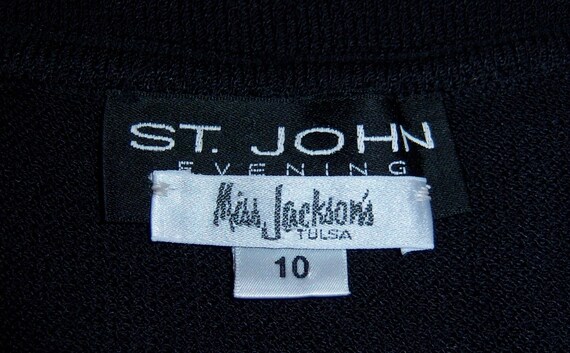 ST. JOHN
EVENING
Miss Jackson's
TULSA
10